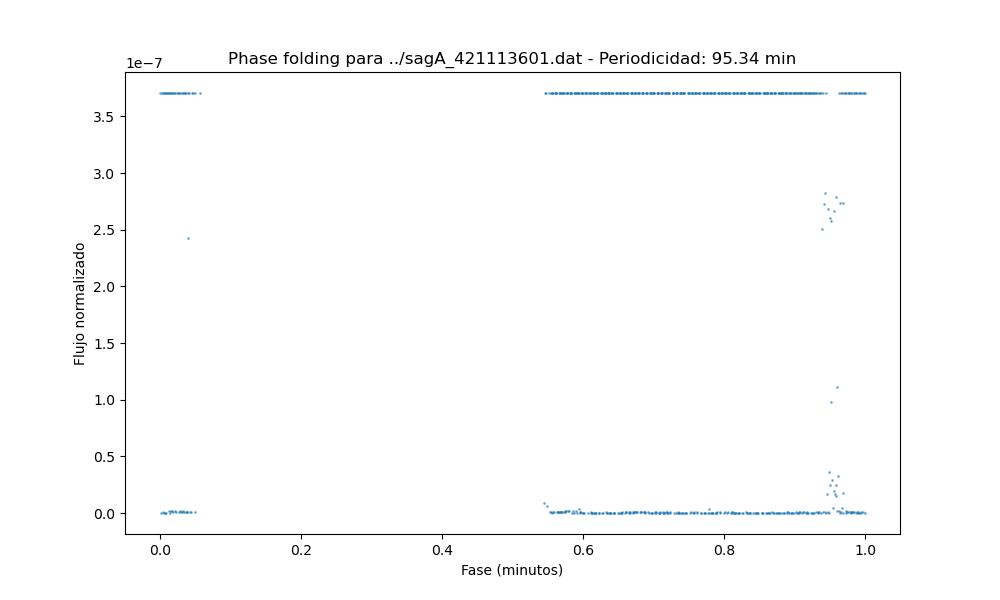 Phase folding para ../sagA_421113601.dat - Periodicidad: 95.34 min
1e−7
3.5
3.0
2.5
2.0
1.5
1.0
0.5
0.0
Flujo normalizado
0.0 0.2 0.4 0.6 0.8 1.0
Fase (minutos)